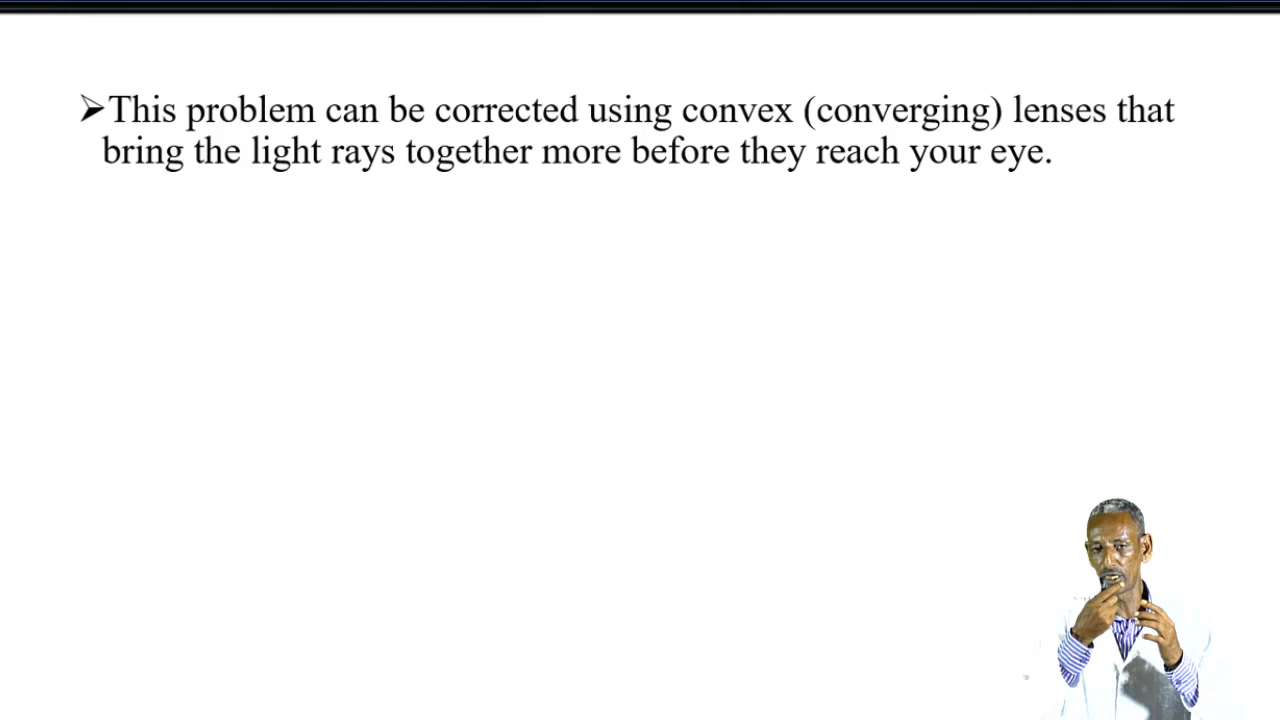 ➢This problem can be corrected using convex (converging) lenses that
bring the light rays together more before they reach your eye.